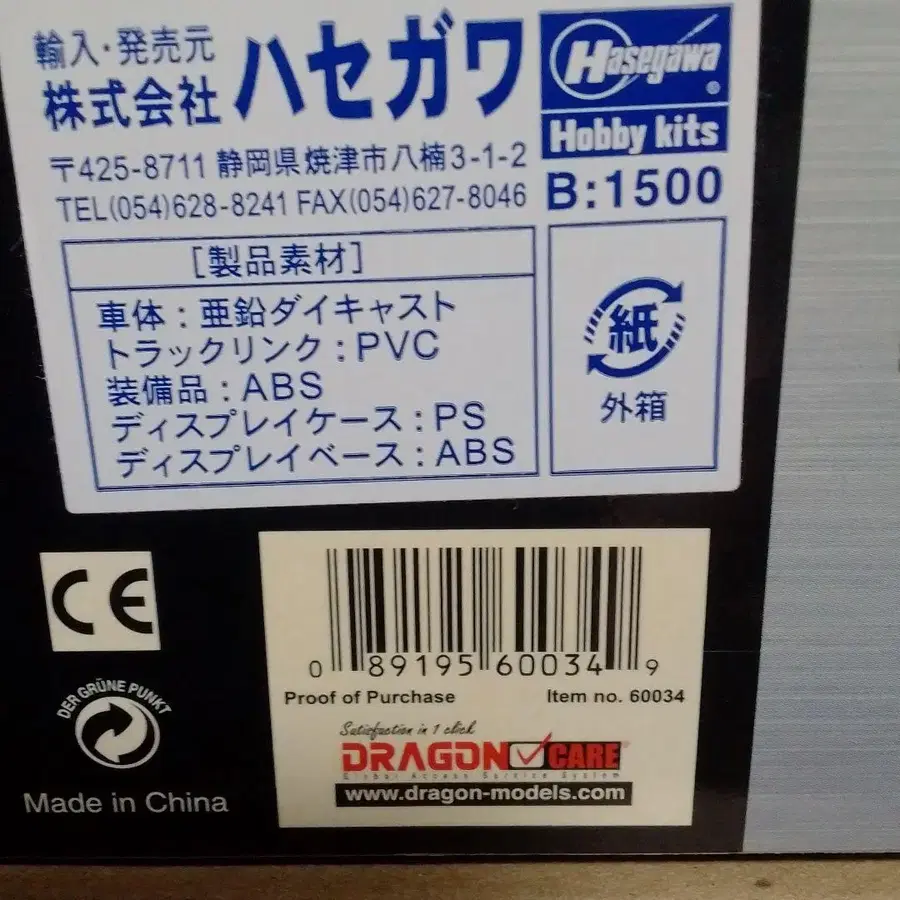 輸入・発売元
株式会社ハセガワ
Hasegawa
®
Hobby kits
〒425-8711 静岡県焼津市八楠3-1-2
TEL(054)628-8241 FAX(054)627-8046
B:1500
[製品素材]
車体:亜鉛ダイキャスト
トラックリンク:PVC
装備品:ABS
ディスプレイケース:PS
ディスプレイベース:ABS
紙
外箱
CE
DER GRÜNE PUNKT
Made in China
0 89195 60034 9
Proof of Purchase
Item no. 60034
Satisfaction in 1 click
DRAGON CARE
Global Access Service System
www.dragon-models.com